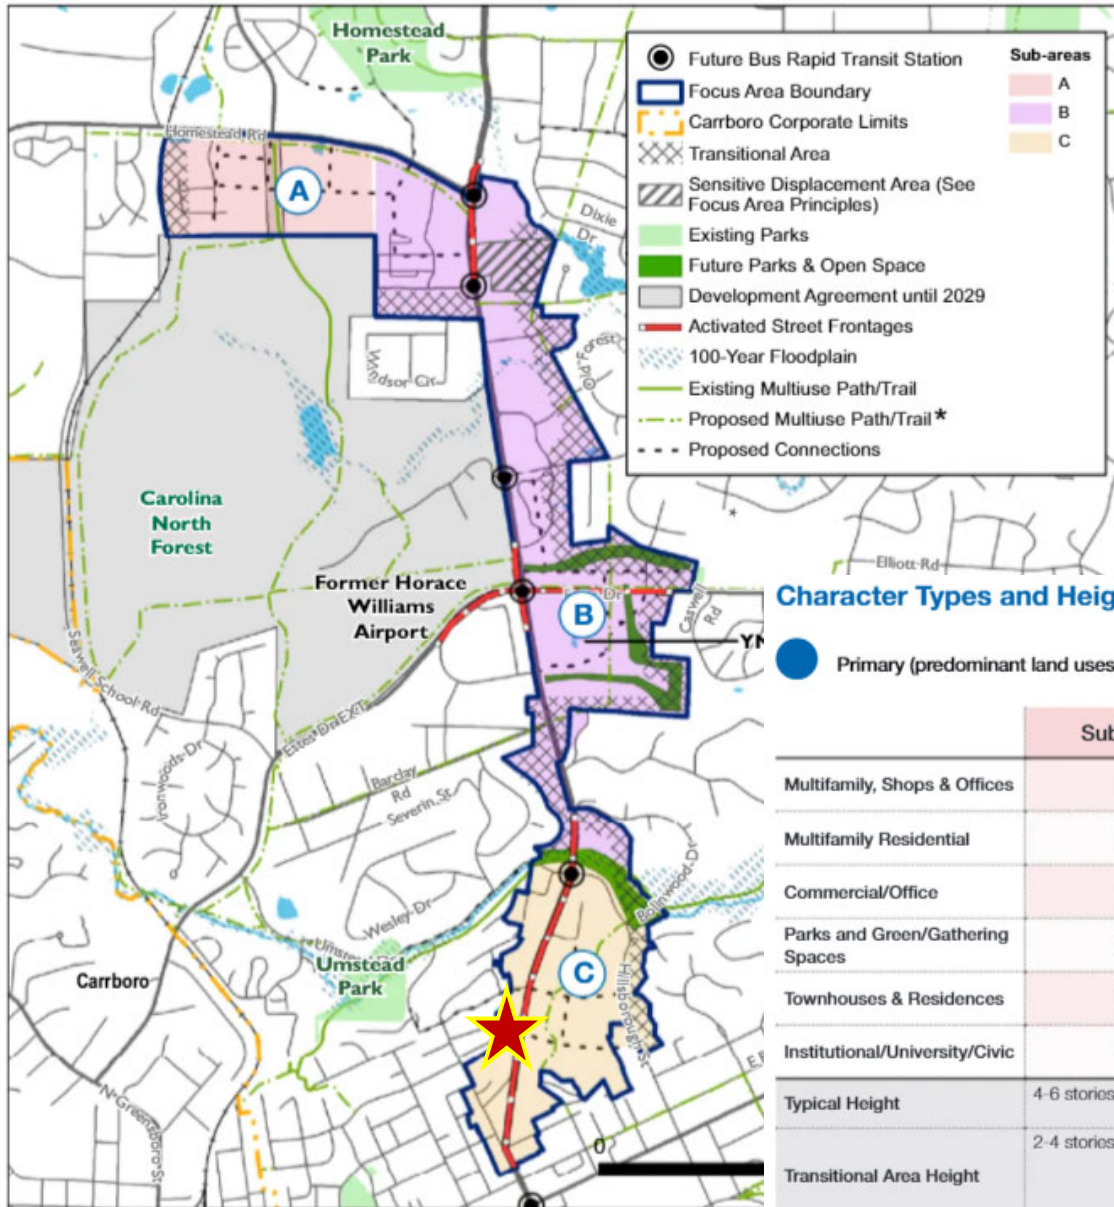 Homestead
Park
Homestead Rd
A
Dixie
Dr
Windsor Cir
Old Forest
Carolina
North
Forest
Former Horace
Williams
Airport
Elliott Rd
Dr
Caswell
Rd
B
Seawell School Rd
Ironwoods Dr
Estes Dr EXT
Barclay
Rd
Severin St
Wesley Dr
Bolinwood Dr
Umstead
Umstead
Park
C
Hillsborough St
Carrboro
N Greensboro St
0
Future Bus Rapid Transit Station
Focus Area Boundary
Carrboro Corporate Limits
Transitional Area
Sensitive Displacement Area (See
Focus Area Principles)
Existing Parks
Future Parks & Open Space
Development Agreement until 2029
Activated Street Frontages
100-Year Floodplain
Existing Multiuse Path/Trail
Proposed Multiuse Path/Trail*
Proposed Connections
Sub-areas
A
B
C
*
Character Types and Heig
Primary (predominant land uses
Sub
Multifamily, Shops & Offices
Multifamily Residential
Commercial/Office
Parks and Green/Gathering
Spaces
Townhouses & Residences
Institutional/University/Civic
Typical Height
4-6 stories
Transitional Area Height
2-4 stories